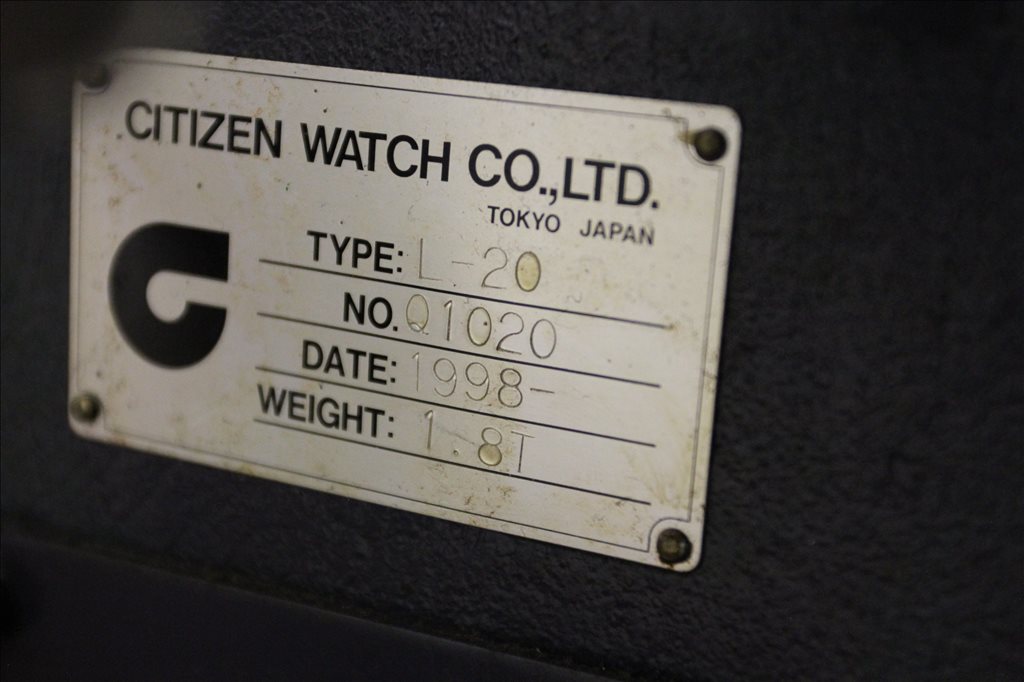 CITIZEN WATCH CO.,LTD.
TOKYO JAPAN
TYPE: L-20
NO. Q1020
DATE: 1998-
WEIGHT: 1.8T